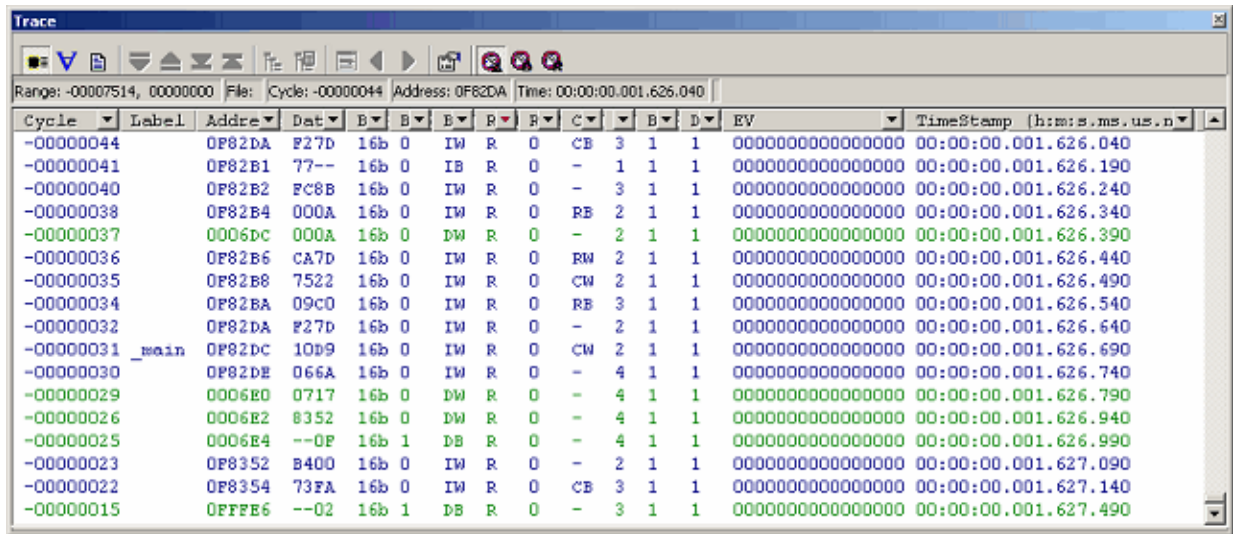 Trace
Range: -00007514, 00000000 File: Cycle: -00000044 Address: 0F82DA Time: 00:00:00.001.626.040
Cycle Label Addre Dat B B B R R C B D EV TimeStamp (h:m:s.ms.us.n
-00000044 0F82DA F27D 16b 0 IW R 0 CB 3 1 1 0000000000000000 00:00:00.001.626.040
-00000041 0F82B1 77-- 16b 0 IB R 0 - 1 1 1 0000000000000000 00:00:00.001.626.190
-00000040 0F82B2 FC8B 16b 0 IW R 0 - 3 1 1 0000000000000000 00:00:00.001.626.240
-00000038 0F82B4 000A 16b 0 IW R 0 RB 2 1 1 0000000000000000 00:00:00.001.626.340
-00000037 0006DC 000A 16b 0 DW R 0 - 2 1 1 0000000000000000 00:00:00.001.626.390
-00000036 0F82B6 CA7D 16b 0 IW R 0 RW 2 1 1 0000000000000000 00:00:00.001.626.440
-00000035 0F82B8 7522 16b 0 IW R 0 CW 2 1 1 0000000000000000 00:00:00.001.626.490
-00000034 0F82BA 09C0 16b 0 IW R 0 RB 3 1 1 0000000000000000 00:00:00.001.626.540
-00000032 0F82DA F27D 16b 0 IW R 0 - 2 1 1 0000000000000000 00:00:00.001.626.640
-00000031 _main 0F82DC 10D9 16b 0 IW R 0 CW 2 1 1 0000000000000000 00:00:00.001.626.690
-00000030 0F82DE 066A 16b 0 IW R 0 - 4 1 1 0000000000000000 00:00:00.001.626.740
-00000029 0006E0 0717 16b 0 DW R 0 - 4 1 1 0000000000000000 00:00:00.001.626.790
-00000026 0006E2 8352 16b 0 DW R 0 - 4 1 1 0000000000000000 00:00:00.001.626.940
-00000025 0006E4 --0F 16b 1 DB R 0 - 4 1 1 0000000000000000 00:00:00.001.626.990
-00000023 0F8352 B400 16b 0 IW R 0 - 2 1 1 0000000000000000 00:00:00.001.627.090
-00000022 0F8354 73FA 16b 0 IW R 0 CB 3 1 1 0000000000000000 00:00:00.001.627.140
-00000015 0FFFE6 --02 16b 1 DB R 0 - 3 1 1 0000000000000000 00:00:00.001.627.490